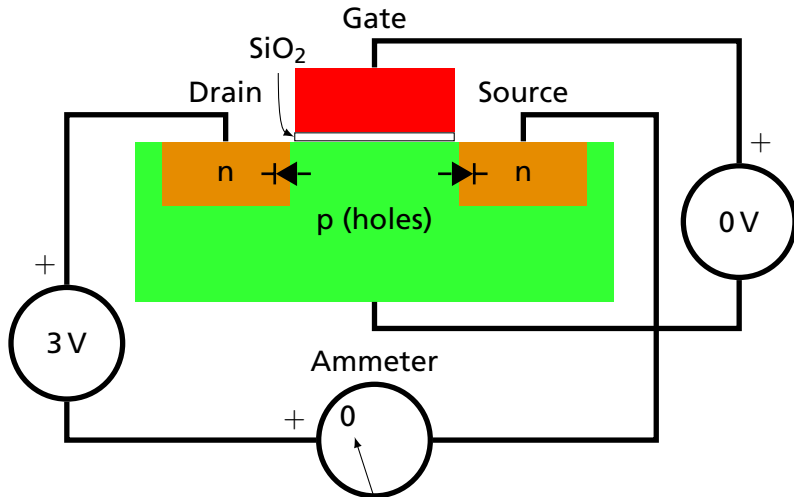 Gate
SiO₂
Drain
Source
+
n
n
p (holes)
0 V
+
3 V
Ammeter
+
0